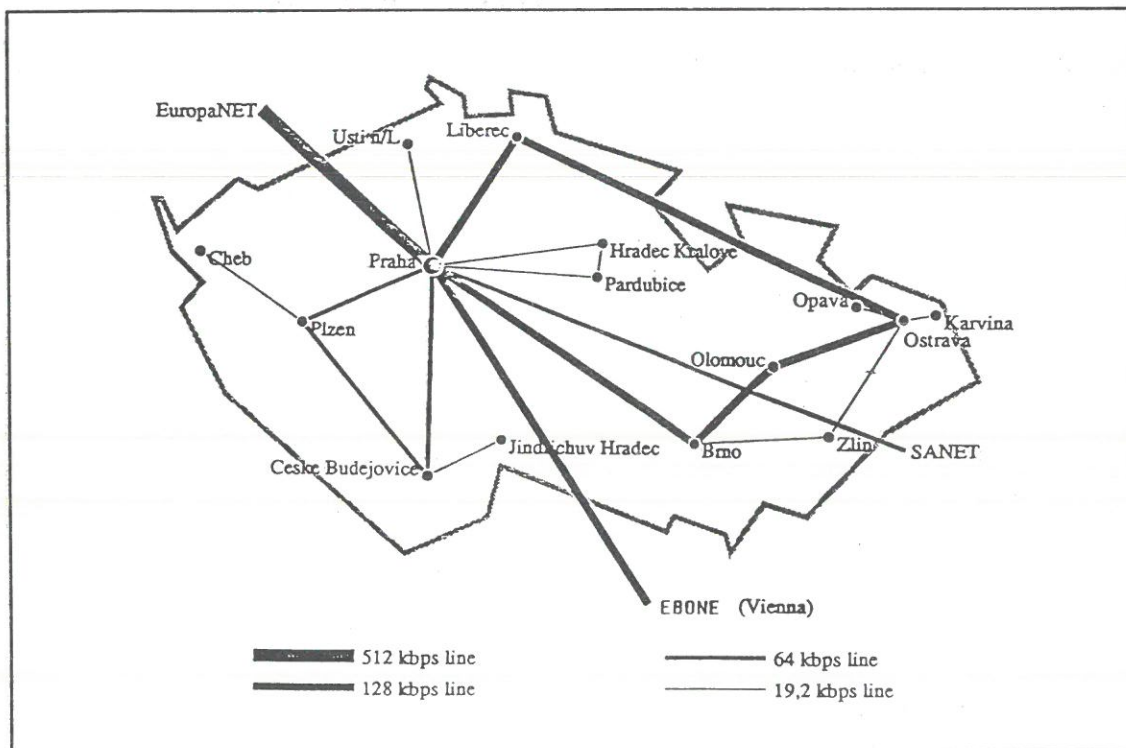 EuropaNET
Usti n/L
Liberec
Cheb
Praha
Hradec Kralove
Pardubice
Plzen
Opava
Karvina
Ostrava
Olomouc
Ceske Budejovice
Jindrichuv Hradec
Brno
Zlin
SANET
EBONE (Vienna)
512 kbps line
64 kbps line
128 kbps line
19,2 kbps line